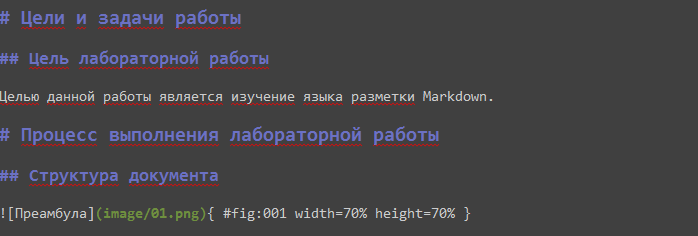 # Цели и задачи работы
## Цель лабораторной работы
Целью данной работы является изучение языка разметки Markdown.
# Процесс выполнения лабораторной работы
## Структура документа
![Преамбула](image/01.png){ #fig:001 width=70% height=70% }